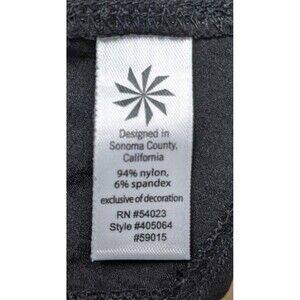 Designed in
Sonoma County,
California
94% nylon,
6% spandex
exclusive of decoration
RN #54023
Style #405064
#59015